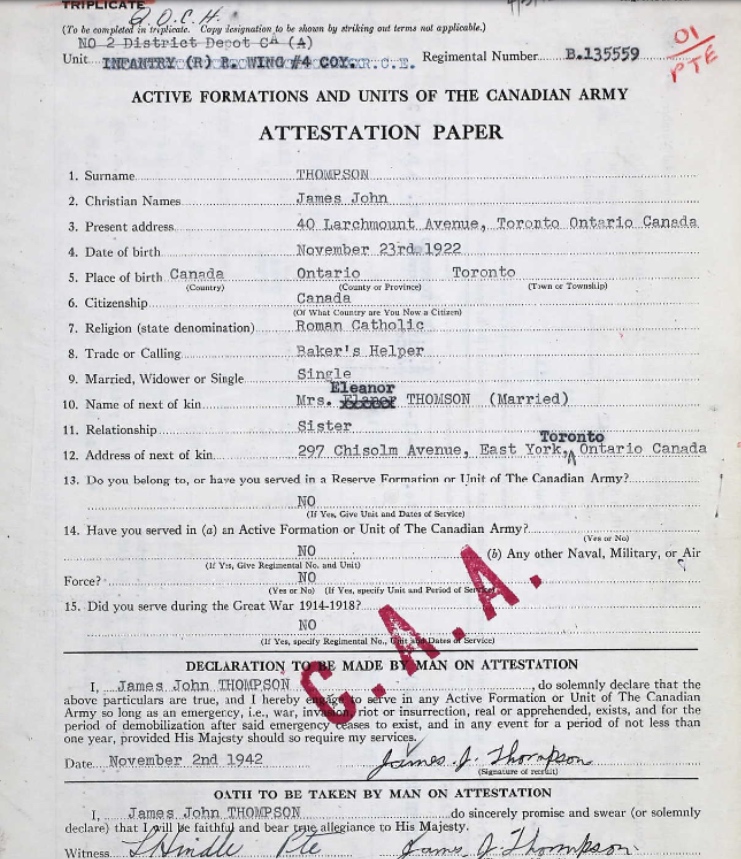 TRIPLICATE
Q.O.C.H.
(To be completed in triplicate. Copy designation to be shown by striking out terms not applicable.)
NO 2 District Depot CA (A)
Unit INFANTRY (R) B. WING #4 COY. R.C.E. Regimental Number B.135559
01
PTE
ACTIVE FORMATIONS AND UNITS OF THE CANADIAN ARMY
ATTESTATION PAPER
1. Surname THOMPSON
2. Christian Names James John
3. Present address 40 Larchmount Avenue, Toronto Ontario Canada
4. Date of birth November 23rd 1922
5. Place of birth Canada Ontario Toronto
(Country) (County or Province) (Town or Township)
6. Citizenship Canada
(Of What Country are You Now a Citizen)
7. Religion (state denomination) Roman Catholic
8. Trade or Calling Baker's Helper
9. Married, Widower or Single Single
Eleanor
10. Name of next of kin Mrs. THOMSON (Married)
11. Relationship Sister
Toronto
12. Address of next of kin 297 Chisolm Avenue, East York, Ontario Canada
13. Do you belong to, or have you served in a Reserve Formation or Unit of The Canadian Army?
NO
(If Yes, Give Unit and Dates of Service)
14. Have you served in (a) an Active Formation or Unit of The Canadian Army?
(Yes or No)
NO (b) Any other Naval, Military, or Air
(If Yes, Give Regimental No. and Unit)
Force? NO
(Yes or No) (If Yes, specify Unit and Period of Service)
15. Did you serve during the Great War 1914-1918?
NO
(If Yes, specify Regimental No., Unit and Dates of Service)
C.A.A.
DECLARATION TO BE MADE BY MAN ON ATTESTATION
I, James John THOMPSON, do solemnly declare that the
above particulars are true, and I hereby engage to serve in any Active Formation or Unit of The Canadian
Army so long as an emergency, i.e., war, invasion, riot or insurrection, real or apprehended, exists, and for the
period of demobilization after said emergency ceases to exist, and in any event for a period of not less than
one year, provided His Majesty should so require my services.
Date November 2nd 1942 James J. Thompson
(Signature of recruit)
OATH TO BE TAKEN BY MAN ON ATTESTATION
I, James John THOMPSON do sincerely promise and swear (or solemnly
declare) that I will be faithful and bear true allegiance to His Majesty.
Witness Hindle Pte James J Thompson